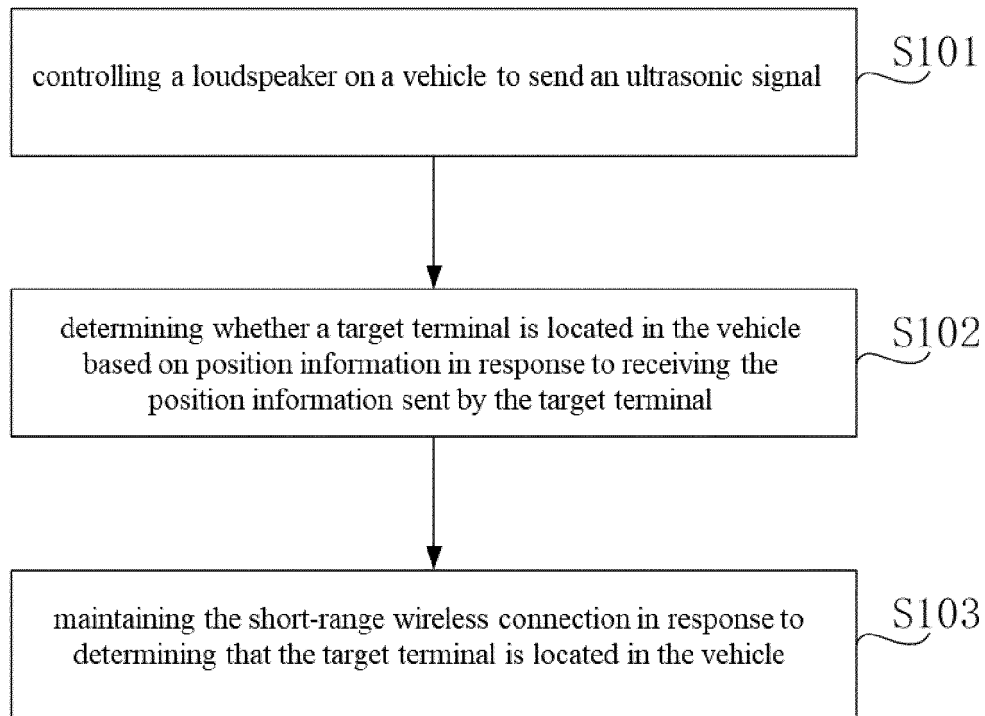 controlling a loudspeaker on a vehicle to send an ultrasonic signal
S101
determining whether a target terminal is located in the vehicle
based on position information in response to receiving the
position information sent by the target terminal
S102
maintaining the short-range wireless connection in response to
determining that the target terminal is located in the vehicle
S103